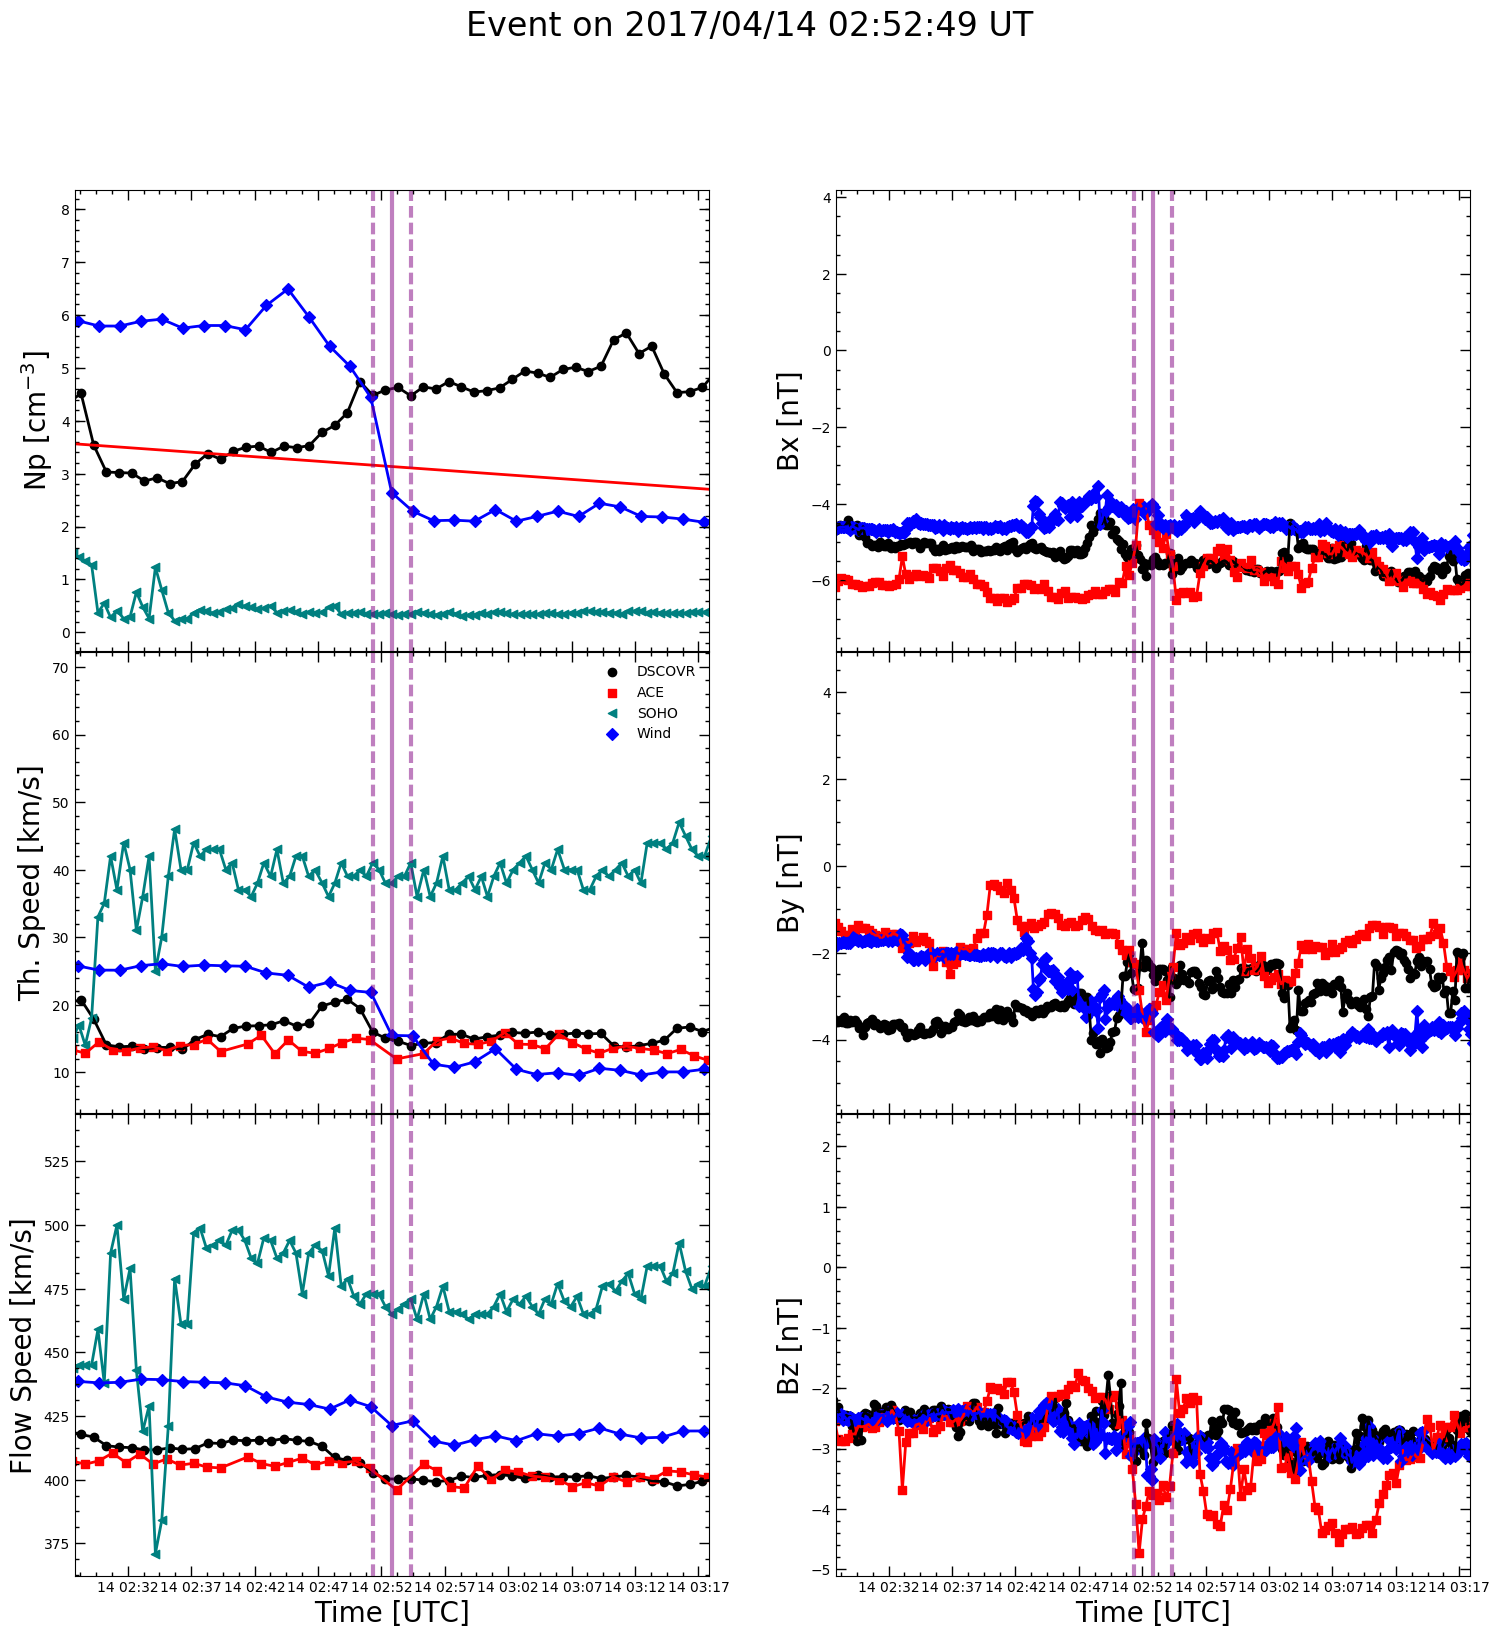 Event on 2017/04/14 02:52:49 UT
8
7
6
5
4
3
2
1
0
Np [cm⁻³]
4
2
0
−2
−4
−6
Bx [nT]
70
60
50
40
30
20
10
Th. Speed [km/s]
DSCOVR
ACE
SOHO
Wind
4
2
0
−2
−4
By [nT]
525
500
475
450
425
400
375
Flow Speed [km/s]
14 02:32 14 02:37 14 02:42 14 02:47 14 02:52 14 02:57 14 03:02 14 03:07 14 03:12 14 03:17
Time [UTC]
2
1
0
−1
−2
−3
−4
−5
Bz [nT]
14 02:32 14 02:37 14 02:42 14 02:47 14 02:52 14 02:57 14 03:02 14 03:07 14 03:12 14 03:17
Time [UTC]